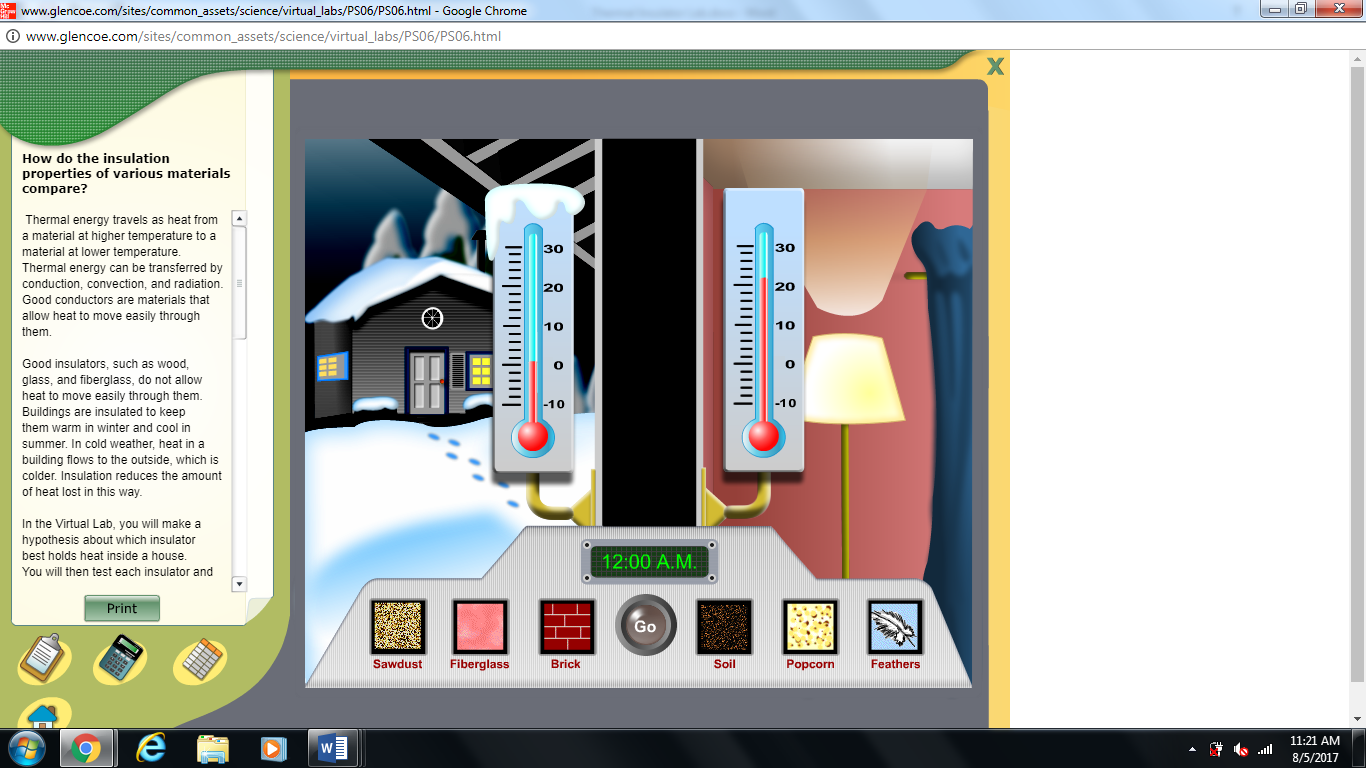 Mc
Graw
Hill
www.glencoe.com/sites/common_assets/science/virtual_labs/PS06/PS06.html - Google Chrome
www.glencoe.com/sites/common_assets/science/virtual_labs/PS06/PS06.html
X
How do the insulation
properties of various materials
compare?
Thermal energy travels as heat from
a material at higher temperature to a
material at lower temperature.
Thermal energy can be transferred by
conduction, convection, and radiation.
Good conductors are materials that
allow heat to move easily through
them.
Good insulators, such as wood,
glass, and fiberglass, do not allow
heat to move easily through them.
Buildings are insulated to keep
them warm in winter and cool in
summer. In cold weather, heat in a
building flows to the outside, which is
colder. Insulation reduces the amount
of heat lost in this way.
In the Virtual Lab, you will make a
hypothesis about which insulator
best holds heat inside a house.
You will then test each insulator and
Print
30
20
10
0
-10
30
20
10
0
-10
12:00 A.M.
Go
Sawdust
Fiberglass
Brick
Soil
Popcorn
Feathers
11:21 AM
8/5/2017